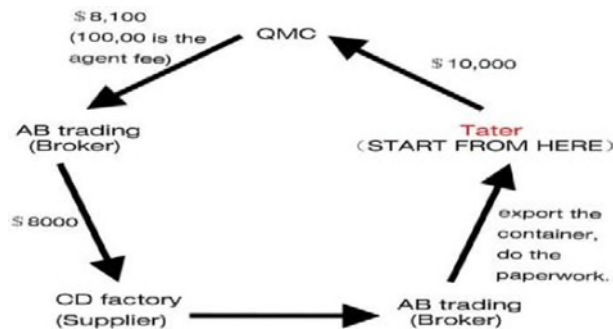 $8,100
(100,00 is the
agent fee)
QMC
$10,000
AB trading
(Broker)
Tater
(START FROM HERE)
$8000
export the
container,
do the
paperwork.
CD factory
(Supplier)
AB trading
(Broker)